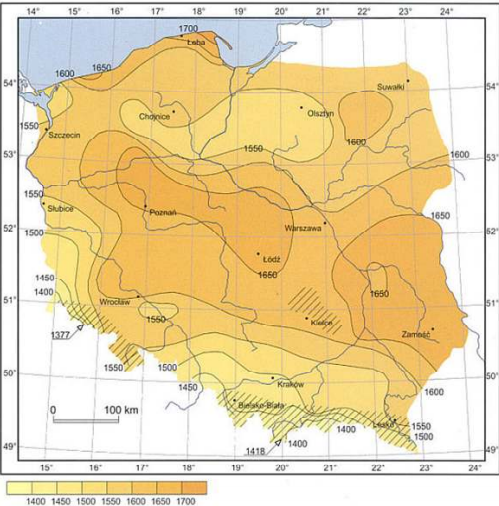 14° 15° 16° 17° 18° 19° 20° 21° 22° 23°
1700
Łeba
1650
1600
54° 54°
Suwałki
Chojnice
Olsztyn
1550
Szczecin
1600
1550
53° 1600 53°
1550
Słubice
Poznań
1650
1500
Warszawa
52° 52°
Łódź
1650
1450
1650
1400
Wrocław
51° 51°
1550
Kielce
1377
Zamość
1550
1500
50° 50°
1450
Kraków
1600
0 100 km
Bielsko-Biała
Lesko
1550
1400
1500
1400
1418
49° 49°
15° 16° 17° 18° 19° 20° 21° 22° 23° 24°
1400 1450 1500 1550 1600 1650 1700